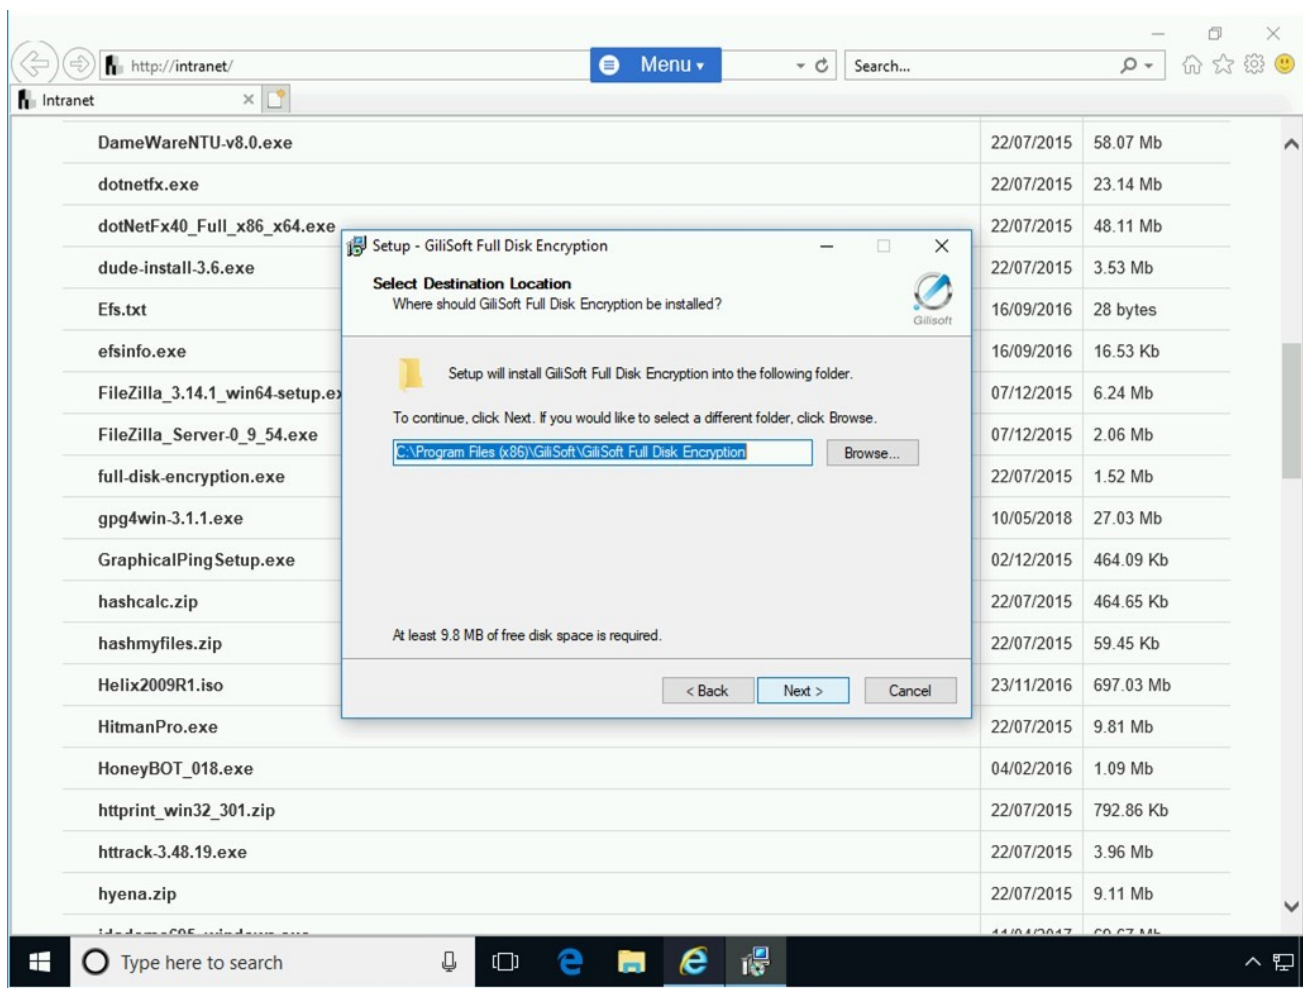 http://intranet/
Menu
Search...
Intranet
DameWareNTU-v8.0.exe 22/07/2015 58.07 Mb
dotnetfx.exe 22/07/2015 23.14 Mb
dotNetFx40_Full_x86_x64.exe 22/07/2015 48.11 Mb
dude-install-3.6.exe 22/07/2015 3.53 Mb
Efs.txt 16/09/2016 28 bytes
efsinfo.exe 16/09/2016 16.53 Kb
FileZilla_3.14.1_win64-setup.ex 07/12/2015 6.24 Mb
FileZilla_Server-0_9_54.exe 07/12/2015 2.06 Mb
full-disk-encryption.exe 22/07/2015 1.52 Mb
gpg4win-3.1.1.exe 10/05/2018 27.03 Mb
GraphicalPingSetup.exe 02/12/2015 464.09 Kb
hashcalc.zip 22/07/2015 464.65 Kb
hashmyfiles.zip 22/07/2015 59.45 Kb
Helix2009R1.iso 23/11/2016 697.03 Mb
HitmanPro.exe 22/07/2015 9.81 Mb
HoneyBOT_018.exe 04/02/2016 1.09 Mb
httprint_win32_301.zip 22/07/2015 792.86 Kb
httrack-3.48.19.exe 22/07/2015 3.96 Mb
hyena.zip 22/07/2015 9.11 Mb
Setup - GiliSoft Full Disk Encryption
Select Destination Location
Where should GiliSoft Full Disk Encryption be installed?
Gilisoft
Setup will install GiliSoft Full Disk Encryption into the following folder.
To continue, click Next. If you would like to select a different folder, click Browse.
C:\Program Files (x86)\GiliSoft\GiliSoft Full Disk Encryption
Browse...
At least 9.8 MB of free disk space is required.
< Back
Next >
Cancel
Type here to search